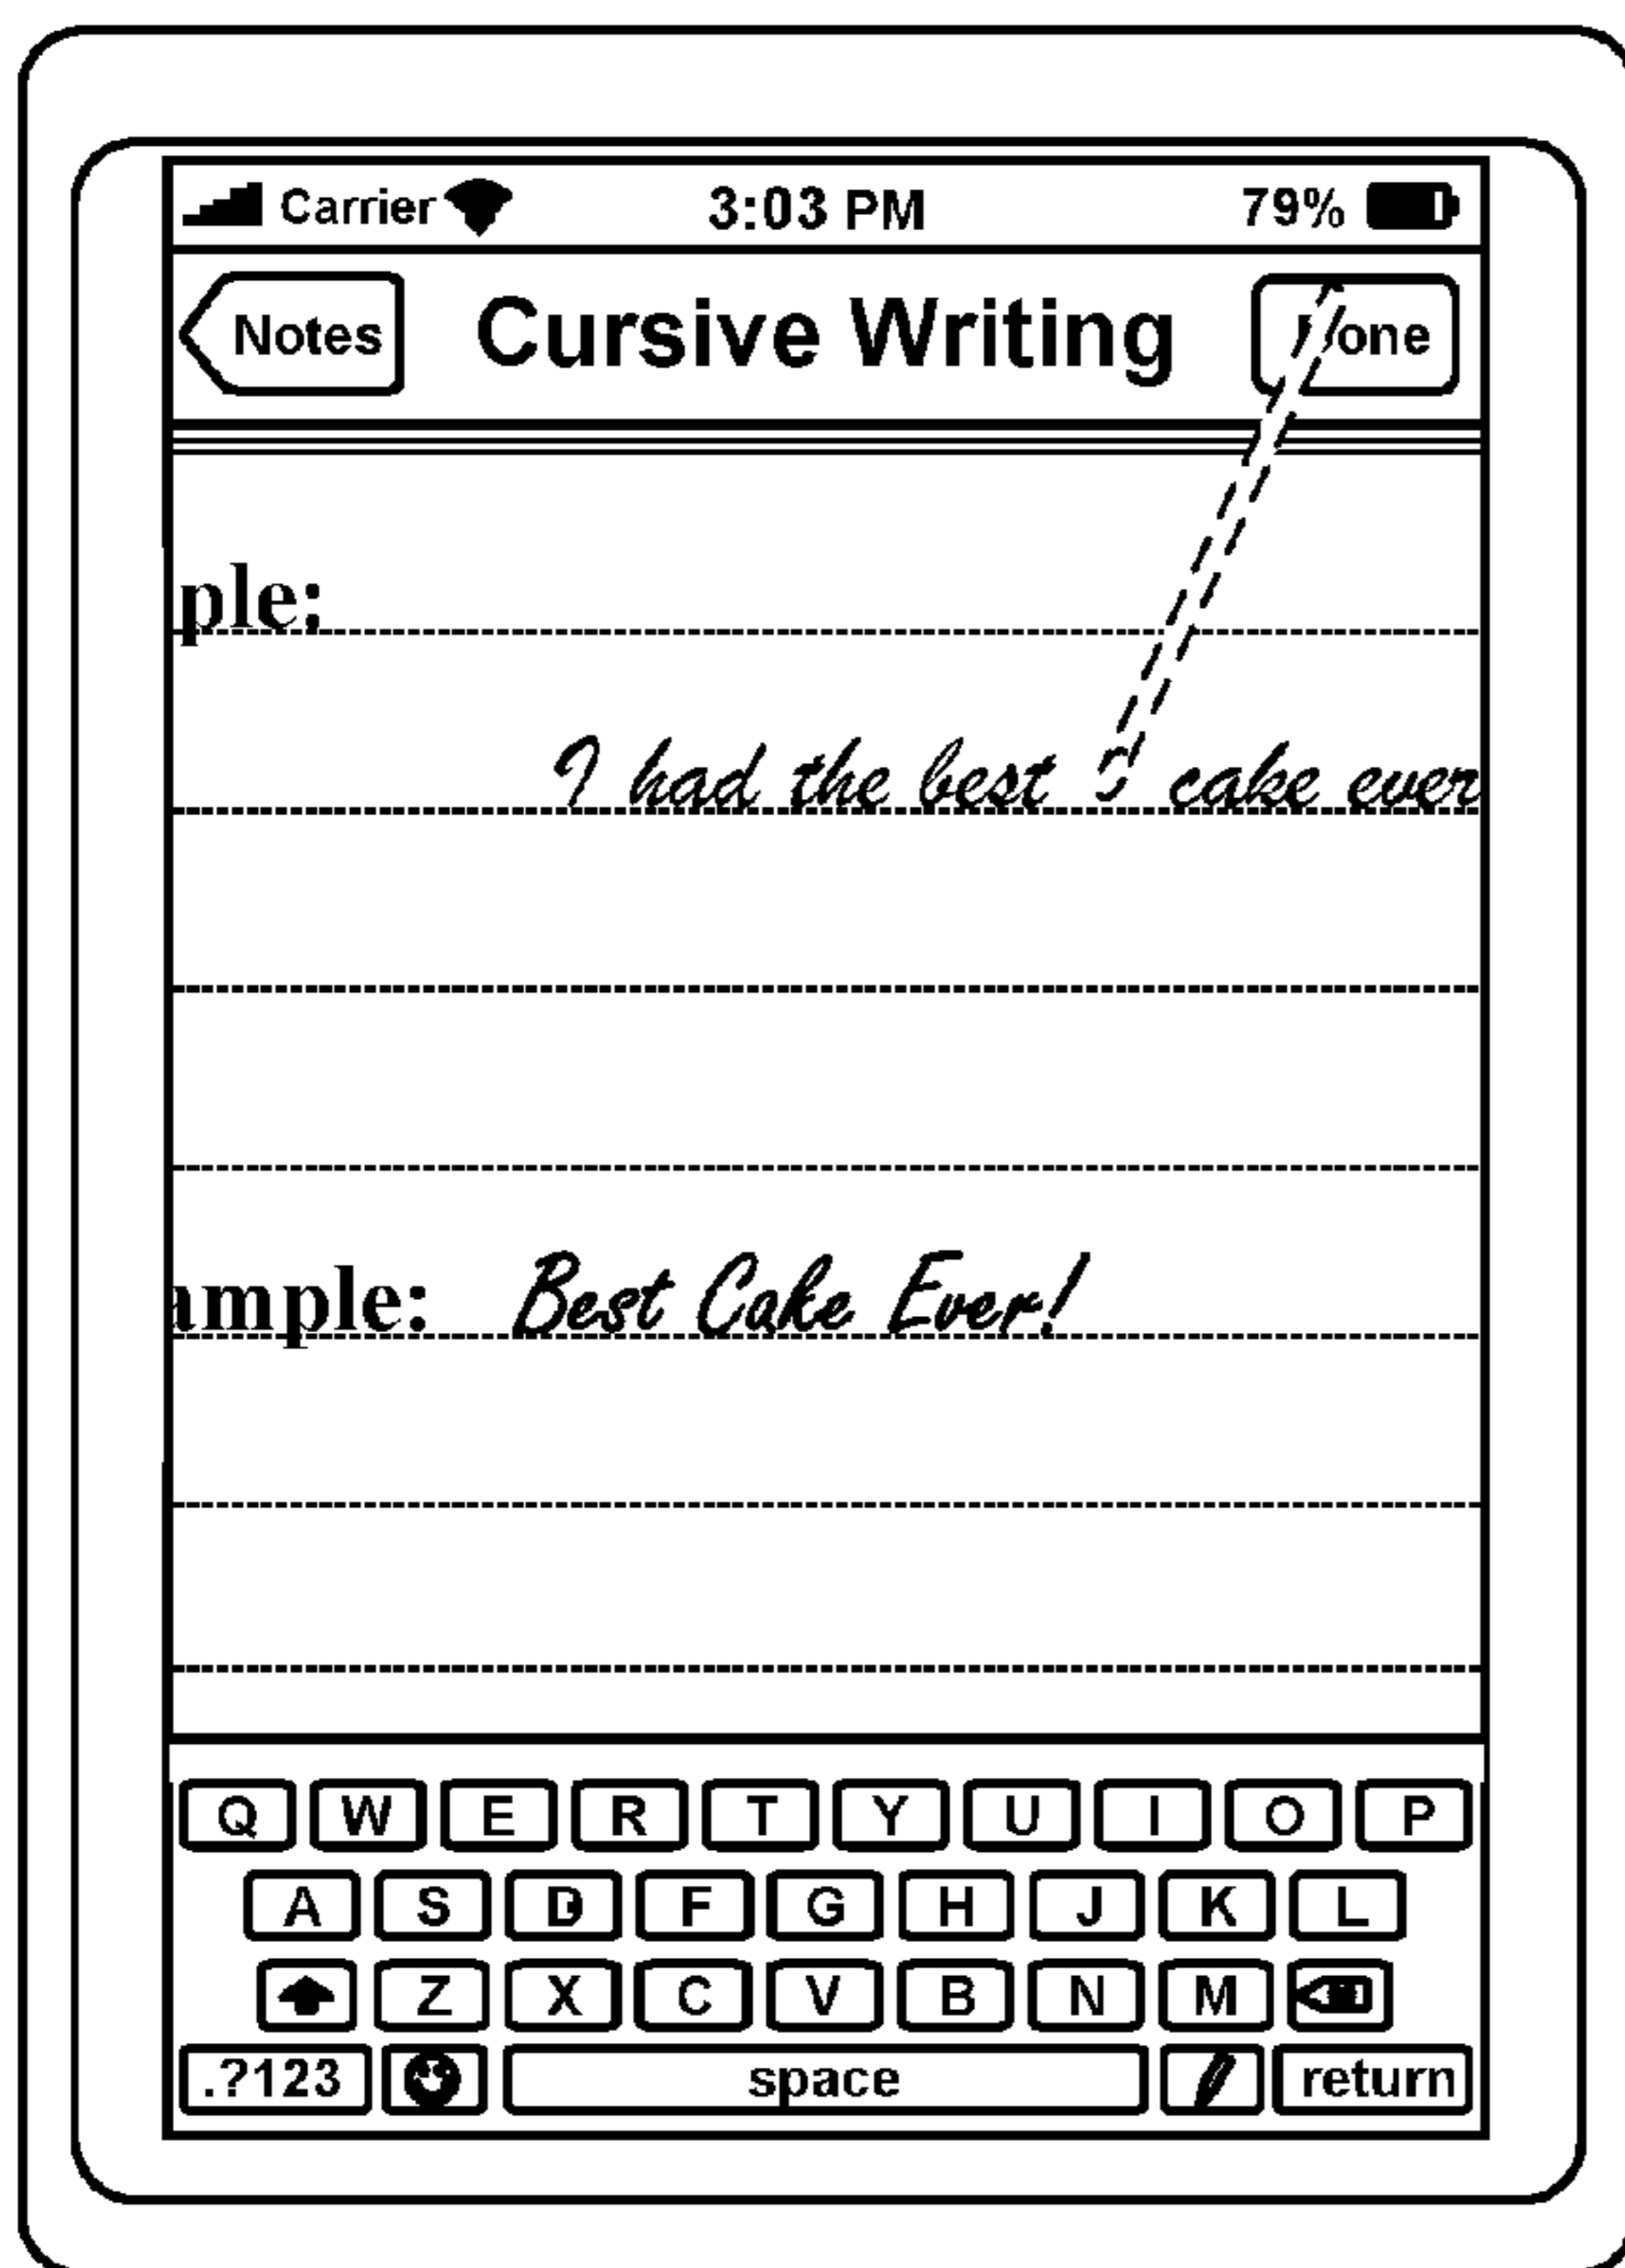 Carrier 3:03 PM 79%
Notes Cursive Writing one
ple:
I had the best cake ever
ample: Best Cake Ever!
Q W E R T Y U I O P
A S D F G H J K L
Z X C V B N M
.?123 space return